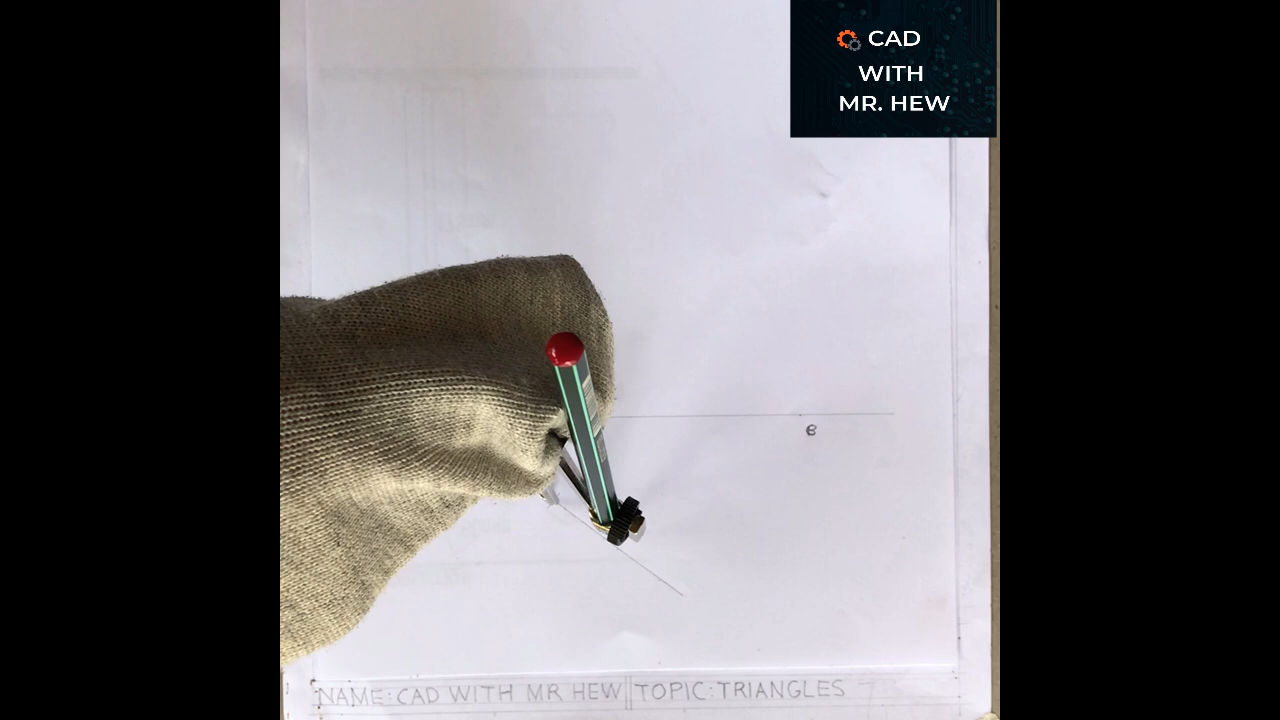 CAD
WITH
MR. HEW
B
NAME: CAD WITH MR HEW TOPIC: TRIANGLES